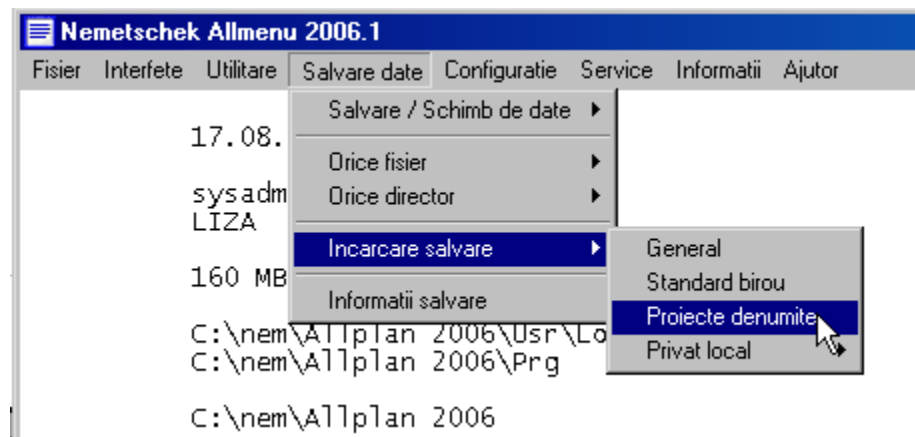 Nemetschek Allmenu 2006.1
Fisier Interfete Utilitare Salvare date Configuratie Service Informatii Ajutor
Salvare / Schimb de date
17.08.
Orice fisier
sysadm
Orice director
LIZA
Incarcare salvare
General
160 MB
Standard birou
Informatii salvare
Proiecte denumite
C:\nem\Allplan 2006\Usr\Lo
Privat local
C:\nem\Allplan 2006\Prg
C:\nem\Allplan 2006